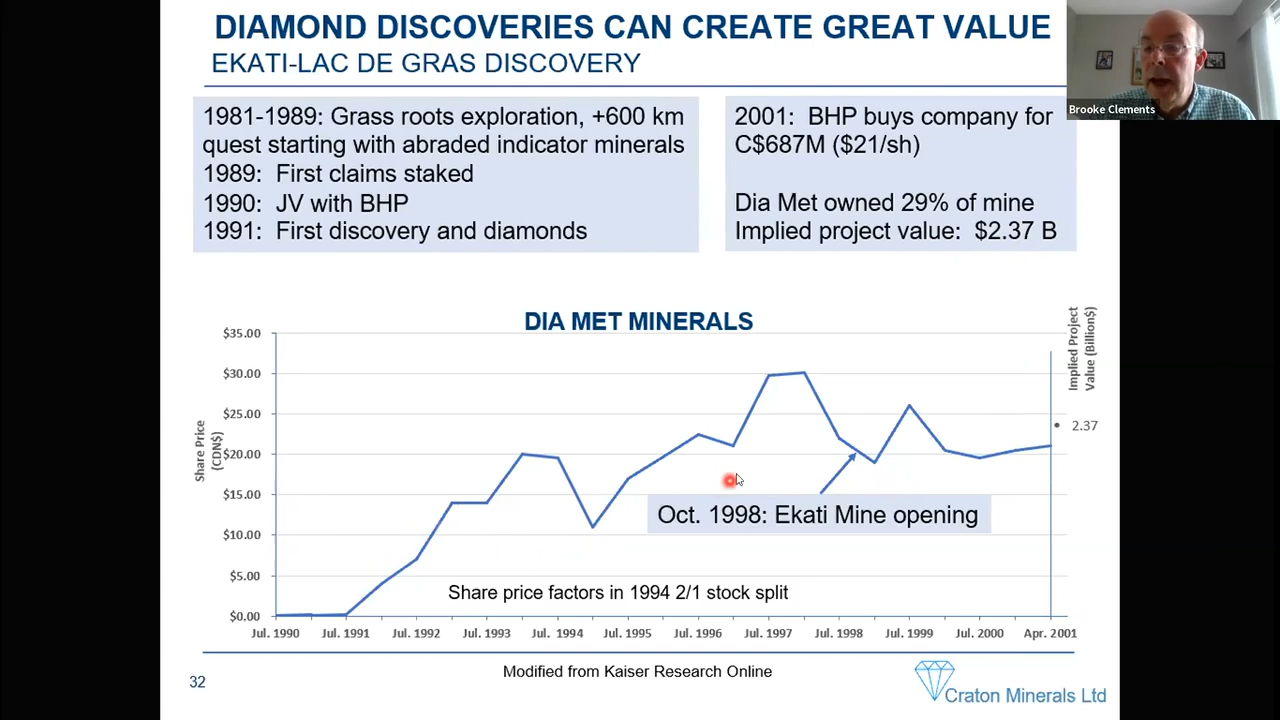 DIAMOND DISCOVERIES CAN CREATE GREAT VALUE
EKATI-LAC DE GRAS DISCOVERY
Brooke Clements
1981-1989: Grass roots exploration, +600 km
quest starting with abraded indicator minerals
1989: First claims staked
1990: JV with BHP
1991: First discovery and diamonds
2001: BHP buys company for
C$687M ($21/sh)
Dia Met owned 29% of mine
Implied project value: $2.37 B
DIA MET MINERALS
Share Price
(CDN$)
$35.00
$30.00
$25.00
$20.00
$15.00
$10.00
$5.00
$0.00
Implied Project
Value (Billion$)
2.37
Oct. 1998: Ekati Mine opening
Share price factors in 1994 2/1 stock split
Jul. 1990 Jul. 1991 Jul. 1992 Jul. 1993 Jul. 1994 Jul. 1995 Jul. 1996 Jul. 1997 Jul. 1998 Jul. 1999 Jul. 2000 Apr. 2001
Modified from Kaiser Research Online
32
Craton Minerals Ltd